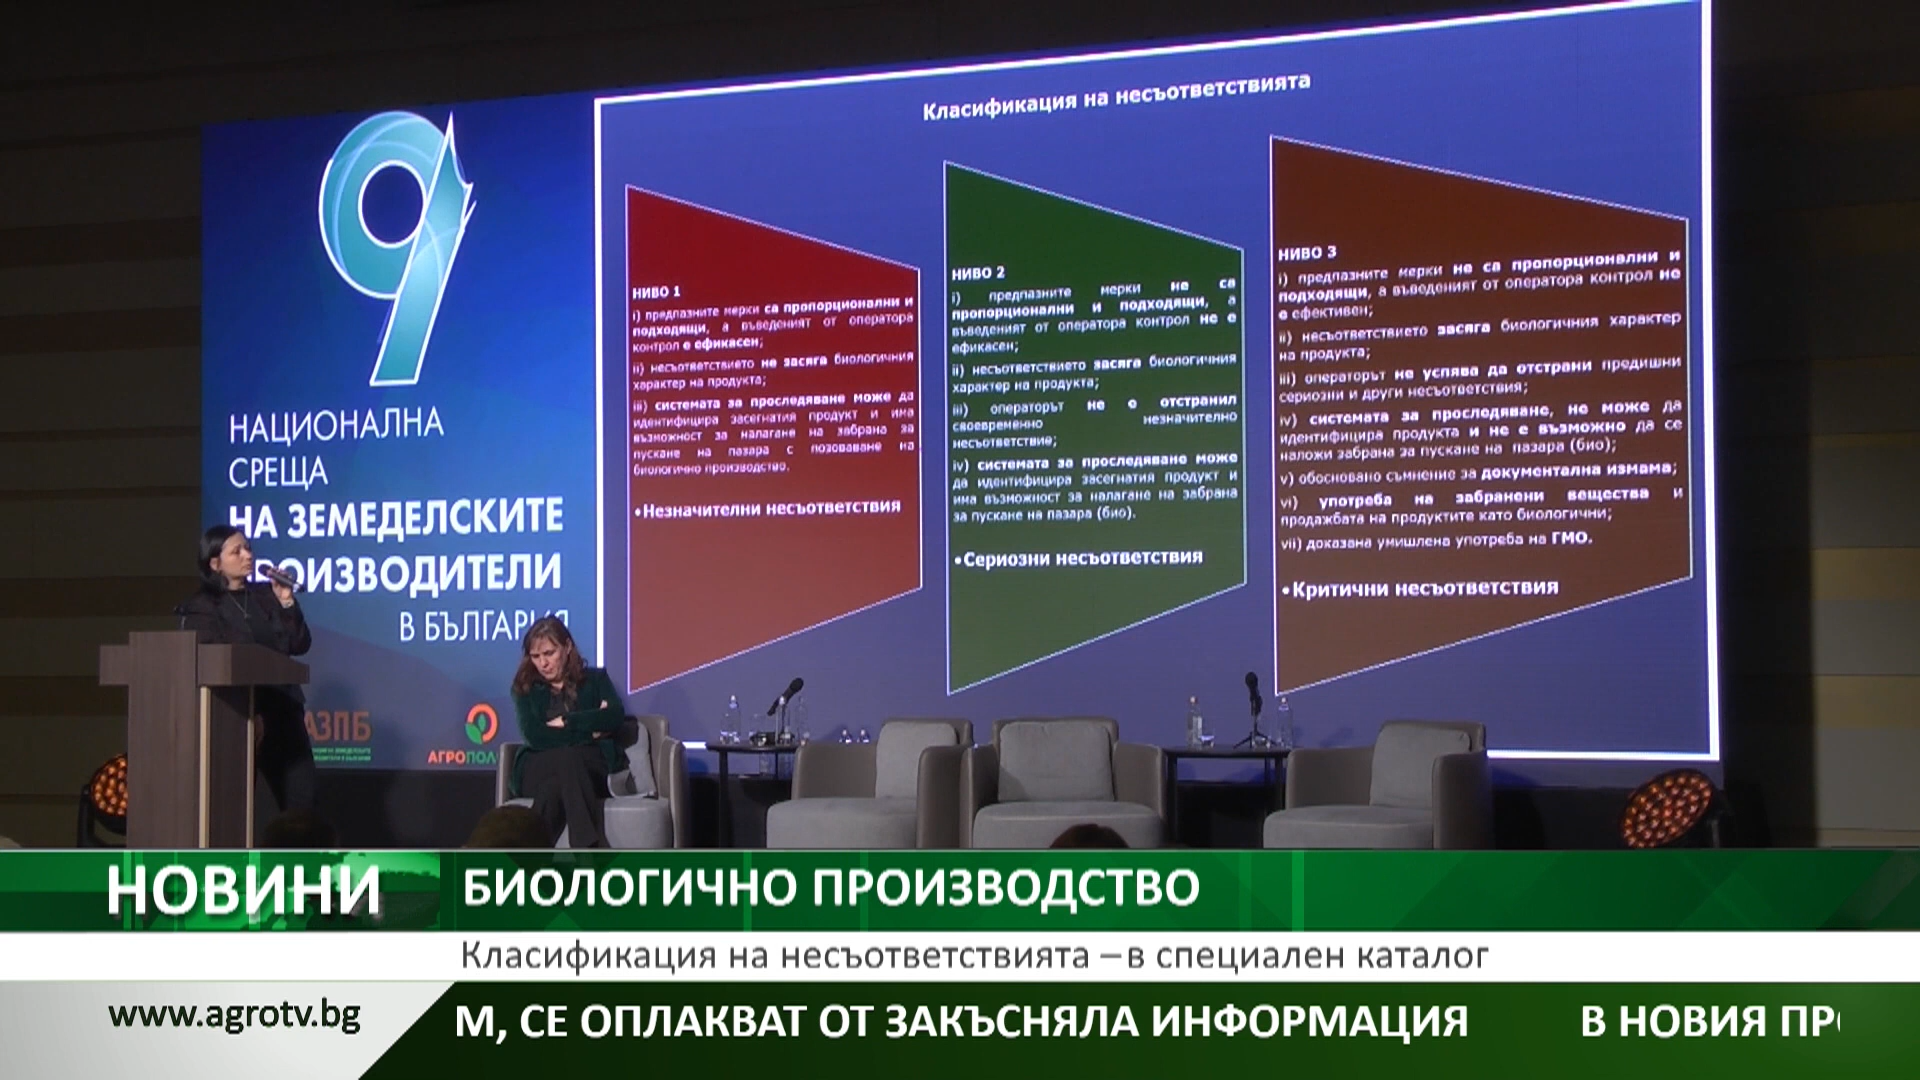 Класификация на несъответствията
НАЦИОНАЛНА
СРЕЩА
НА ЗЕМЕДЕЛСКИТЕ
ПРОИЗВОДИТЕЛИ
В БЪЛГАРИЯ
АЗПБ
АГРОПОЛ
НИВО 1
i) предпазните мерки са пропорционални и
подходящи, а въведеният от оператора
контрол е ефикасен;
ii) несъответствието не засяга биологичния
характер на продукта;
iii) системата за проследяване може да
идентифицира засегнатия продукт и има
възможност за налагане на забрана за
пускане на пазара с позоваване на
биологично производство.
•Незначителни несъответствия
НИВО 2
i) предпазните мерки не са
пропорционални и подходящи, а
въведеният от оператора контрол не е
ефикасен;
ii) несъответствието засяга биологичния
характер на продукта;
iii) операторът не е отстранил
своевременно незначително
несъответствие;
iv) системата за проследяване може
да идентифицира засегнатия продукт и
има възможност за налагане на забрана
за пускане на пазара (био).
•Сериозни несъответствия
НИВО 3
i) предпазните мерки не са пропорционални и
подходящи, а въведеният от оператора контрол не
е ефективен;
ii) несъответствието засяга биологичния характер
на продукта;
iii) операторът не успява да отстрани предишни
сериозни и други несъответствия;
iv) системата за проследяване, не може да
идентифицира продукта и не е възможно да се
наложи забрана за пускане на пазара (био);
v) обосновано съмнение за документална измама;
vi) употреба на забранени вещества и
продажбата на продуктите като биологични;
vii) доказана умишлена употреба на ГМО.
•Критични несъответствия
НОВИНИ
БИОЛОГИЧНО ПРОИЗВОДСТВО
Класификация на несъответствията – в специален каталог
www.agrotv.bg
М, СЕ ОПЛАКВАТ ОТ ЗАКЪСНЯЛА ИНФОРМАЦИЯ В НОВИЯ ПР